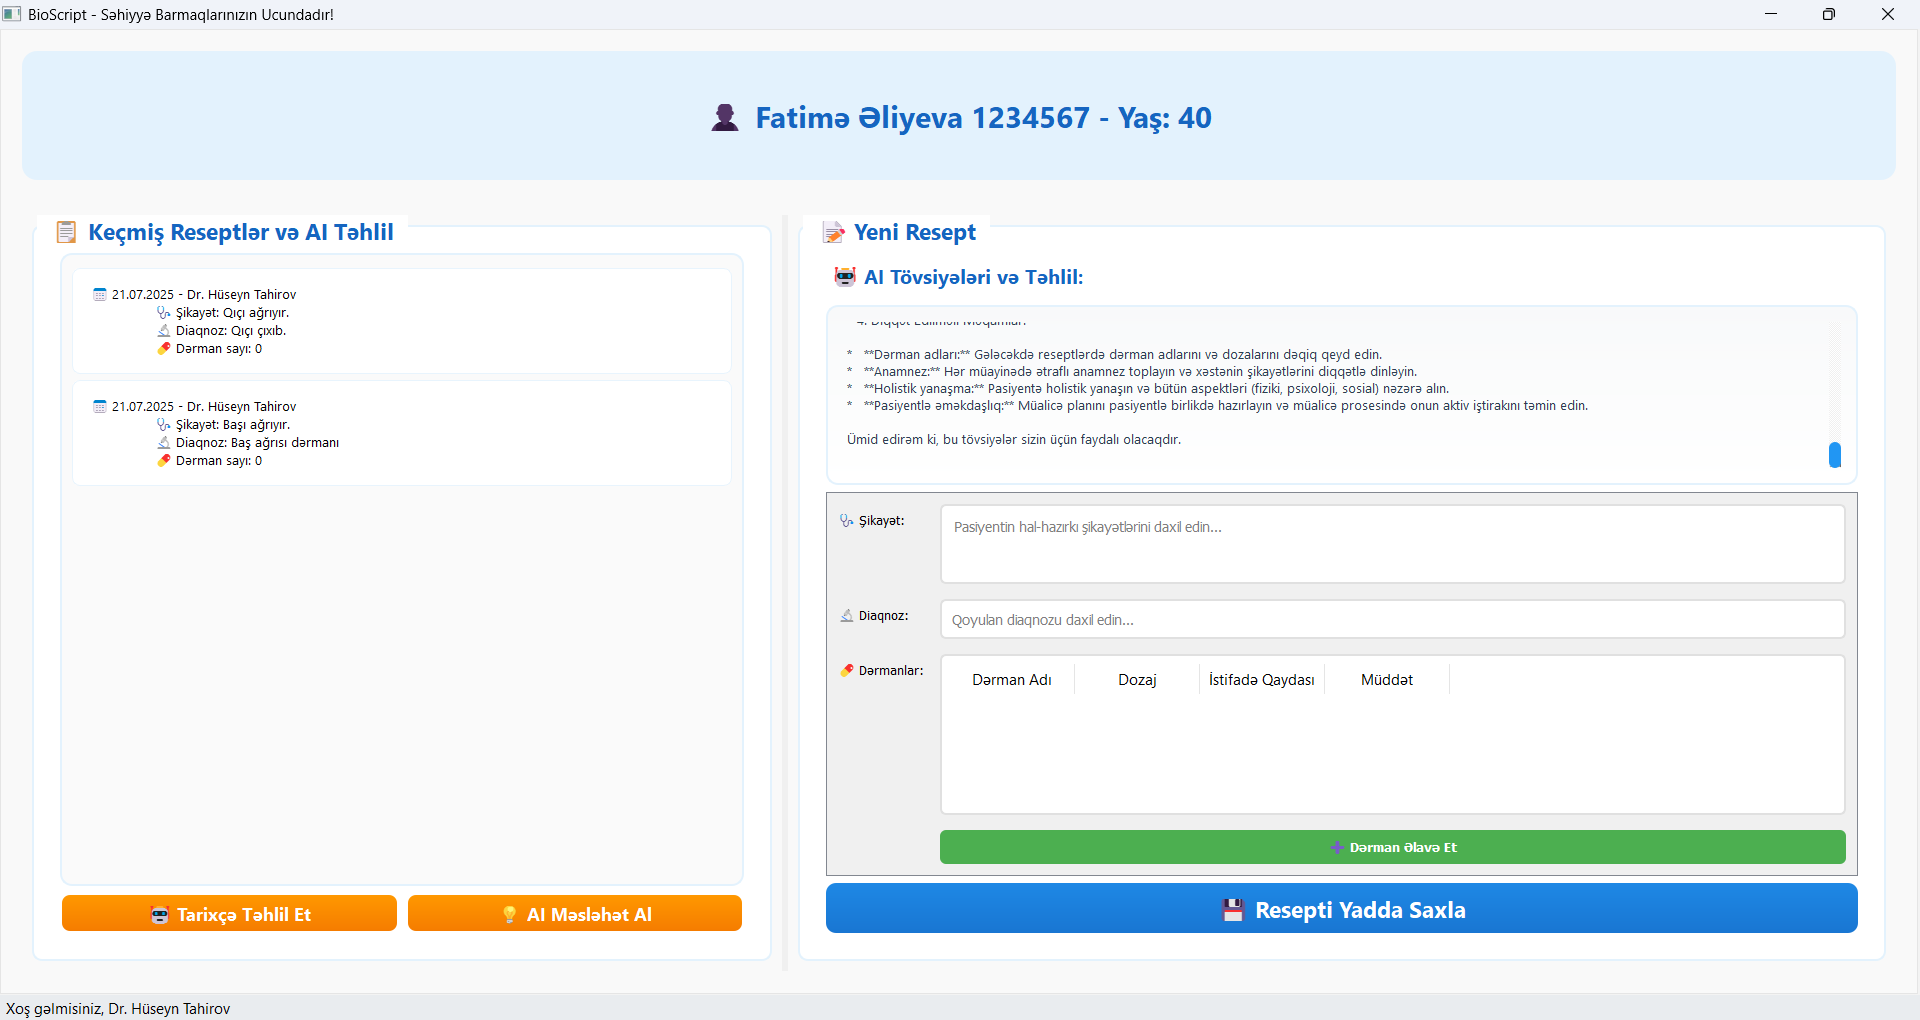 BioScript - Səhiyyə Barmaqlarınızın Ucundadır!
Fatimə Əliyeva 1234567 - Yaş: 40
Keçmiş Reseptlər və AI Təhlil
21.07.2025 - Dr. Hüseyn Tahirov
Şikayət: Qıçı ağrıyır.
Diaqnoz: Qıçı çıxıb.
Dərman sayı: 0
21.07.2025 - Dr. Hüseyn Tahirov
Şikayət: Başı ağrıyır.
Diaqnoz: Baş ağrısı dərmanı
Dərman sayı: 0
Tarixçə Təhlil Et
AI Məsləhət Al
Yeni Resept
AI Tövsiyələri və Təhlil:
4. Diqqət Edilməli Məqamlar:
* **Dərman adları:** Gələcəkdə reseptlərdə dərman adlarını və dozalarını dəqiq qeyd edin.
* **Anamnez:** Hər müayinədə ətraflı anamnez toplayın və xəstənin şikayətlərini diqqətlə dinləyin.
* **Holistik yanaşma:** Pasiyentə holistik yanaşın və bütün aspektləri (fiziki, psixoloji, sosial) nəzərə alın.
* **Pasiyentlə əməkdaşlıq:** Müalicə planını pasiyentlə birlikdə hazırlayın və müalicə prosesində onun aktiv iştirakını təmin edin.
Ümid edirəm ki, bu tövsiyələr sizin üçün faydalı olacaqdır.
Şikayət:
Pasiyentin hal-hazırkı şikayətlərini daxil edin...
Diaqnoz:
Qoyulan diaqnozu daxil edin...
Dərmanlar:
Dərman Adı
Dozaj
İstifadə Qaydası
Müddət
Dərman Əlavə Et
Resepti Yadda Saxla
Xoş gəlmisiniz, Dr. Hüseyn Tahirov